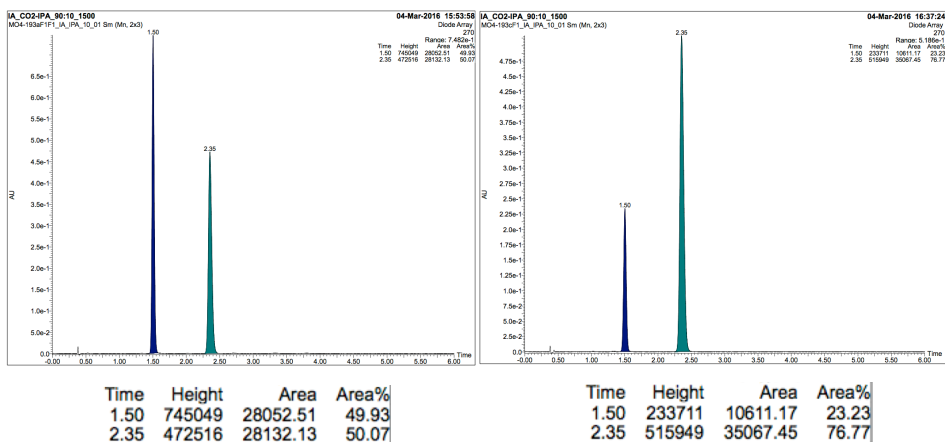 IA_CO2-IPA_90:10_1500 04-Mar-2016 15:53:58
MO4-193aF1F1_IA_IPA_10_01 Sm (Mn, 2x3) Diode Array
270
Range: 7.482e-1
Time Height Area Area%
1.50 745049 28052.51 49.93
2.35 472516 28132.13 50.07
1.50
2.35
AU
6.5e-1
6.0e-1
5.5e-1
5.0e-1
4.5e-1
4.0e-1
3.5e-1
3.0e-1
2.5e-1
2.0e-1
1.5e-1
1.0e-1
5.0e-2
0.0
-0.00 0.50 1.00 1.50 2.00 2.50 3.00 3.50 4.00 4.50 5.00 5.50 6.00 Time
Time Height Area Area%
1.50 745049 28052.51 49.93
2.35 472516 28132.13 50.07
IA_CO2-IPA_90:10_1500 04-Mar-2016 16:37:24
MO4-193cF1_IA_IPA_10_01 Sm (Mn, 2x3) Diode Array
270
Range: 5.186e-1
Time Height Area Area%
1.50 233711 10611.17 23.23
2.35 515949 35067.45 76.77
2.35
1.50
AU
4.75e-1
4.5e-1
4.25e-1
4.0e-1
3.75e-1
3.5e-1
3.25e-1
3.0e-1
2.75e-1
2.5e-1
2.25e-1
2.0e-1
1.75e-1
1.5e-1
1.25e-1
1.0e-1
7.5e-2
5.0e-2
2.5e-2
0.0
-0.00 0.50 1.00 1.50 2.00 2.50 3.00 3.50 4.00 4.50 5.00 5.50 6.00 Time
Time Height Area Area%
1.50 233711 10611.17 23.23
2.35 515949 35067.45 76.77